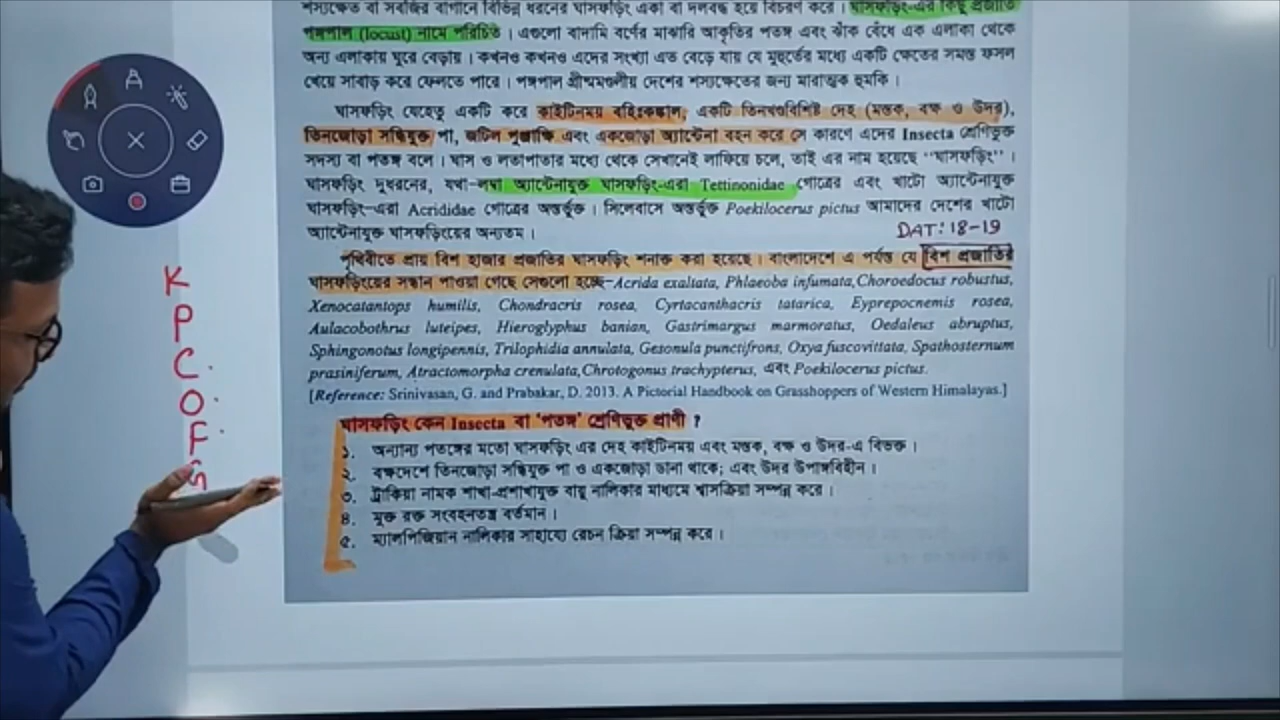 শস্যক্ষেত বা সবজির বাগানে বিভিন্ন ধরনের ঘাসফড়িং একা বা দলবদ্ধ হয়ে বিচরণ করে । ঘাসফড়িং-এর কিছু প্রজাতি
পঙ্গপাল (locust) নামে পরিচিত । এগুলো বাদামি বর্ণের মাঝারি আকৃতির পতঙ্গ এবং ঝাঁক বেঁধে এক এলাকা থেকে
অন্য এলাকায় ঘুরে বেড়ায় । কখনও কখনও এদের সংখ্যা এত বেড়ে যায় যে মুহূর্তের মধ্যে একটি ক্ষেতের সমস্ত ফসল
খেয়ে সাবাড় করে ফেলতে পারে । পঙ্গপাল গ্রীষ্মমণ্ডলীয় দেশের শস্যক্ষেতের জন্য মারাত্মক হুমকি ।
ঘাসফড়িং যেহেতু একটি করে কাইটিনময় বহিঃকঙ্কাল, একটি তিনখণ্ডবিশিষ্ট দেহ (মস্তক, বক্ষ ও উদর),
তিনজোড়া সন্ধিযুক্ত পা, জটিল পুঞ্জাক্ষি এবং একজোড়া অ্যান্টেনা বহন করে সে কারণে এদের Insecta শ্রেণিভুক্ত
সদস্য বা পতঙ্গ বলে । ঘাস ও লতাপাতার মধ্যে থেকে সেখানেই লাফিয়ে চলে, তাই এর নাম হয়েছে ‘‘ঘাসফড়িং’’ ।
ঘাসফড়িং দুধরনের, যথা–লম্বা অ্যান্টেনাযুক্ত ঘাসফড়িং-এরা Tettinonidae গোত্রের এবং খাটো অ্যান্টেনাযুক্ত
ঘাসফড়িং–এরা Acrididae গোত্রের অন্তর্ভুক্ত । সিলেবাসে অন্তর্ভুক্ত Poekilocerus pictus আমাদের দেশের খাটো
অ্যান্টেনাযুক্ত ঘাসফড়িংয়ের অন্যতম ।
DAT: 18-19
পৃথিবীতে প্রায় বিশ হাজার প্রজাতির ঘাসফড়িং শনাক্ত করা হয়েছে । বাংলাদেশে এ পর্যন্ত যে বিশ প্রজাতির
ঘাসফড়িংয়ের সন্ধান পাওয়া গেছে সেগুলো হচ্ছে–Acrida exaltata, Phlaeoba infumata,Choroedocus robustus,
Xenocatantops humilis, Chondracris rosea, Cyrtacanthacris tatarica, Eyprepocnemis rosea,
Aulacobothrus luteipes, Hieroglyphus banian, Gastrimargus marmoratus, Oedaleus abruptus,
Sphingonotus longipennis, Trilophidia annulata, Gesonula punctifrons, Oxya fuscovittata, Spathosternum
prasiniferum, Atractomorpha crenulata,Chrotogonus trachypterus, এবং Poekilocerus pictus.
[Reference: Srinivasan, G. and Prabakar, D. 2013. A Pictorial Handbook on Grasshoppers of Western Himalayas.]
ঘাসফড়িং কেন Insecta বা ‘পতঙ্গ’ শ্রেণিভুক্ত প্রাণী ?
১. অন্যান্য পতঙ্গের মতো ঘাসফড়িং এর দেহ কাইটিনময় এবং মস্তক, বক্ষ ও উদর-এ বিভক্ত ।
২. বক্ষদেশে তিনজোড়া সন্ধিযুক্ত পা ও একজোড়া ডানা থাকে; এবং উদর উপাঙ্গবিহীন ।
৩. ট্রাকিয়া নামক শাখা-প্রশাখাযুক্ত বায়ু নালিকার মাধ্যমে শ্বাসক্রিয়া সম্পন্ন করে ।
৪. মুক্ত রক্ত সংবহনতন্ত্র বর্তমান ।
৫. ম্যালপিজিয়ান নালিকার সাহায্যে রেচন ক্রিয়া সম্পন্ন করে ।
K
P
C
O
F
S